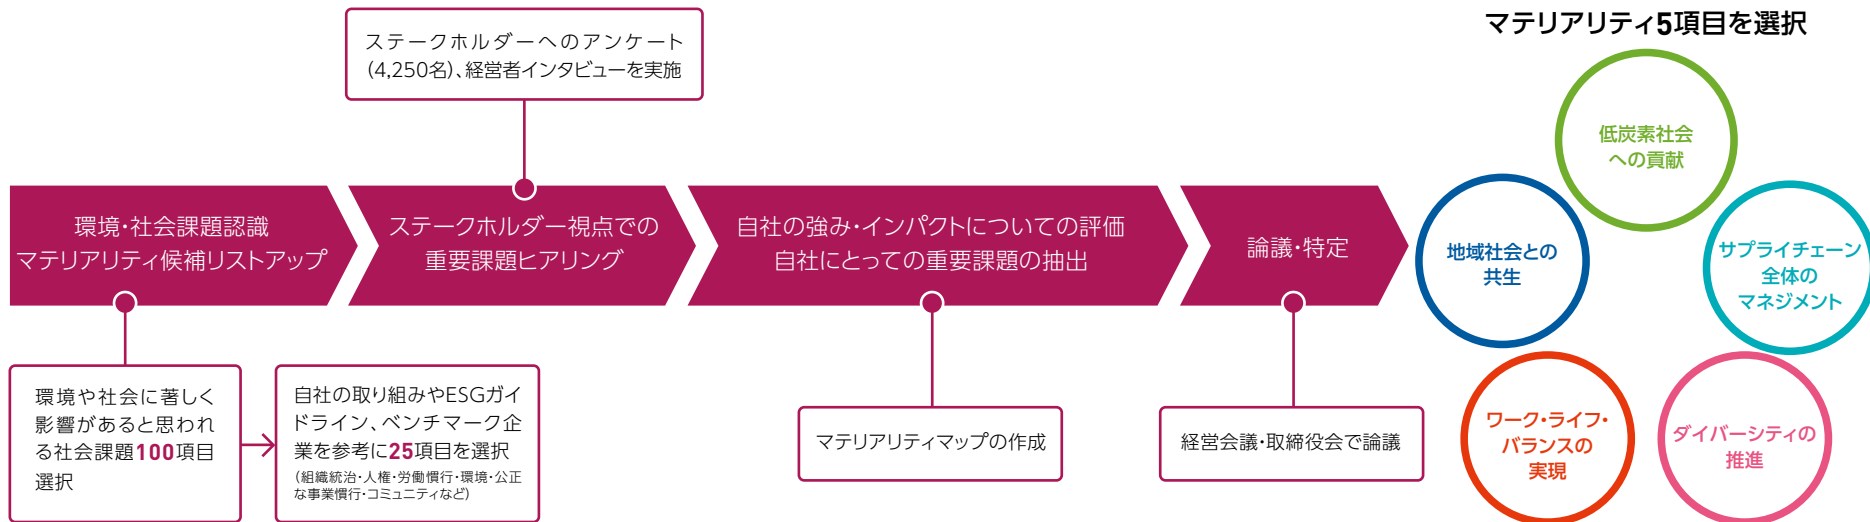 マテリアリティ5項目を選択
ステークホルダーへのアンケート
(4,250名)、経営者インタビューを実施
環境・社会課題認識
マテリアリティ候補リストアップ
ステークホルダー視点での
重要課題ヒアリング
自社の強み・インパクトについての評価
自社にとっての重要課題の抽出
論議・特定
環境や社会に著しく
影響があると思われ
る社会課題100項目
選択
自社の取り組みやESGガイ
ドライン、ベンチマーク企
業を参考に25項目を選択
(組織統治・人権・労働慣行・環境・公正
な事業慣行・コミュニティなど)
マテリアリティマップの作成
経営会議・取締役会で論議
低炭素社会
への貢献
地域社会との
共生
サプライチェーン
全体の
マネジメント
ワーク・ライフ・
バランスの
実現
ダイバーシティの
推進